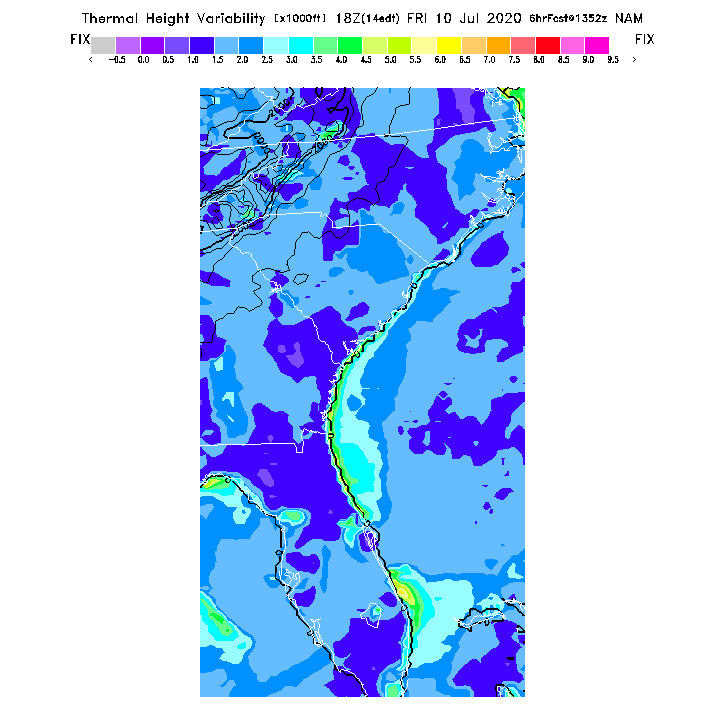 Thermal Height Variability [x1000ft] 18Z(14edt) FRI 10 Jul 2020 6hrFcst@1352z NAM
FIX FIX
< -0.5 0.0 0.5 1.0 1.5 2.0 2.5 3.0 3.5 4.0 4.5 5.0 5.5 6.0 6.5 7.0 7.5 8.0 8.5 9.0 9.5 >